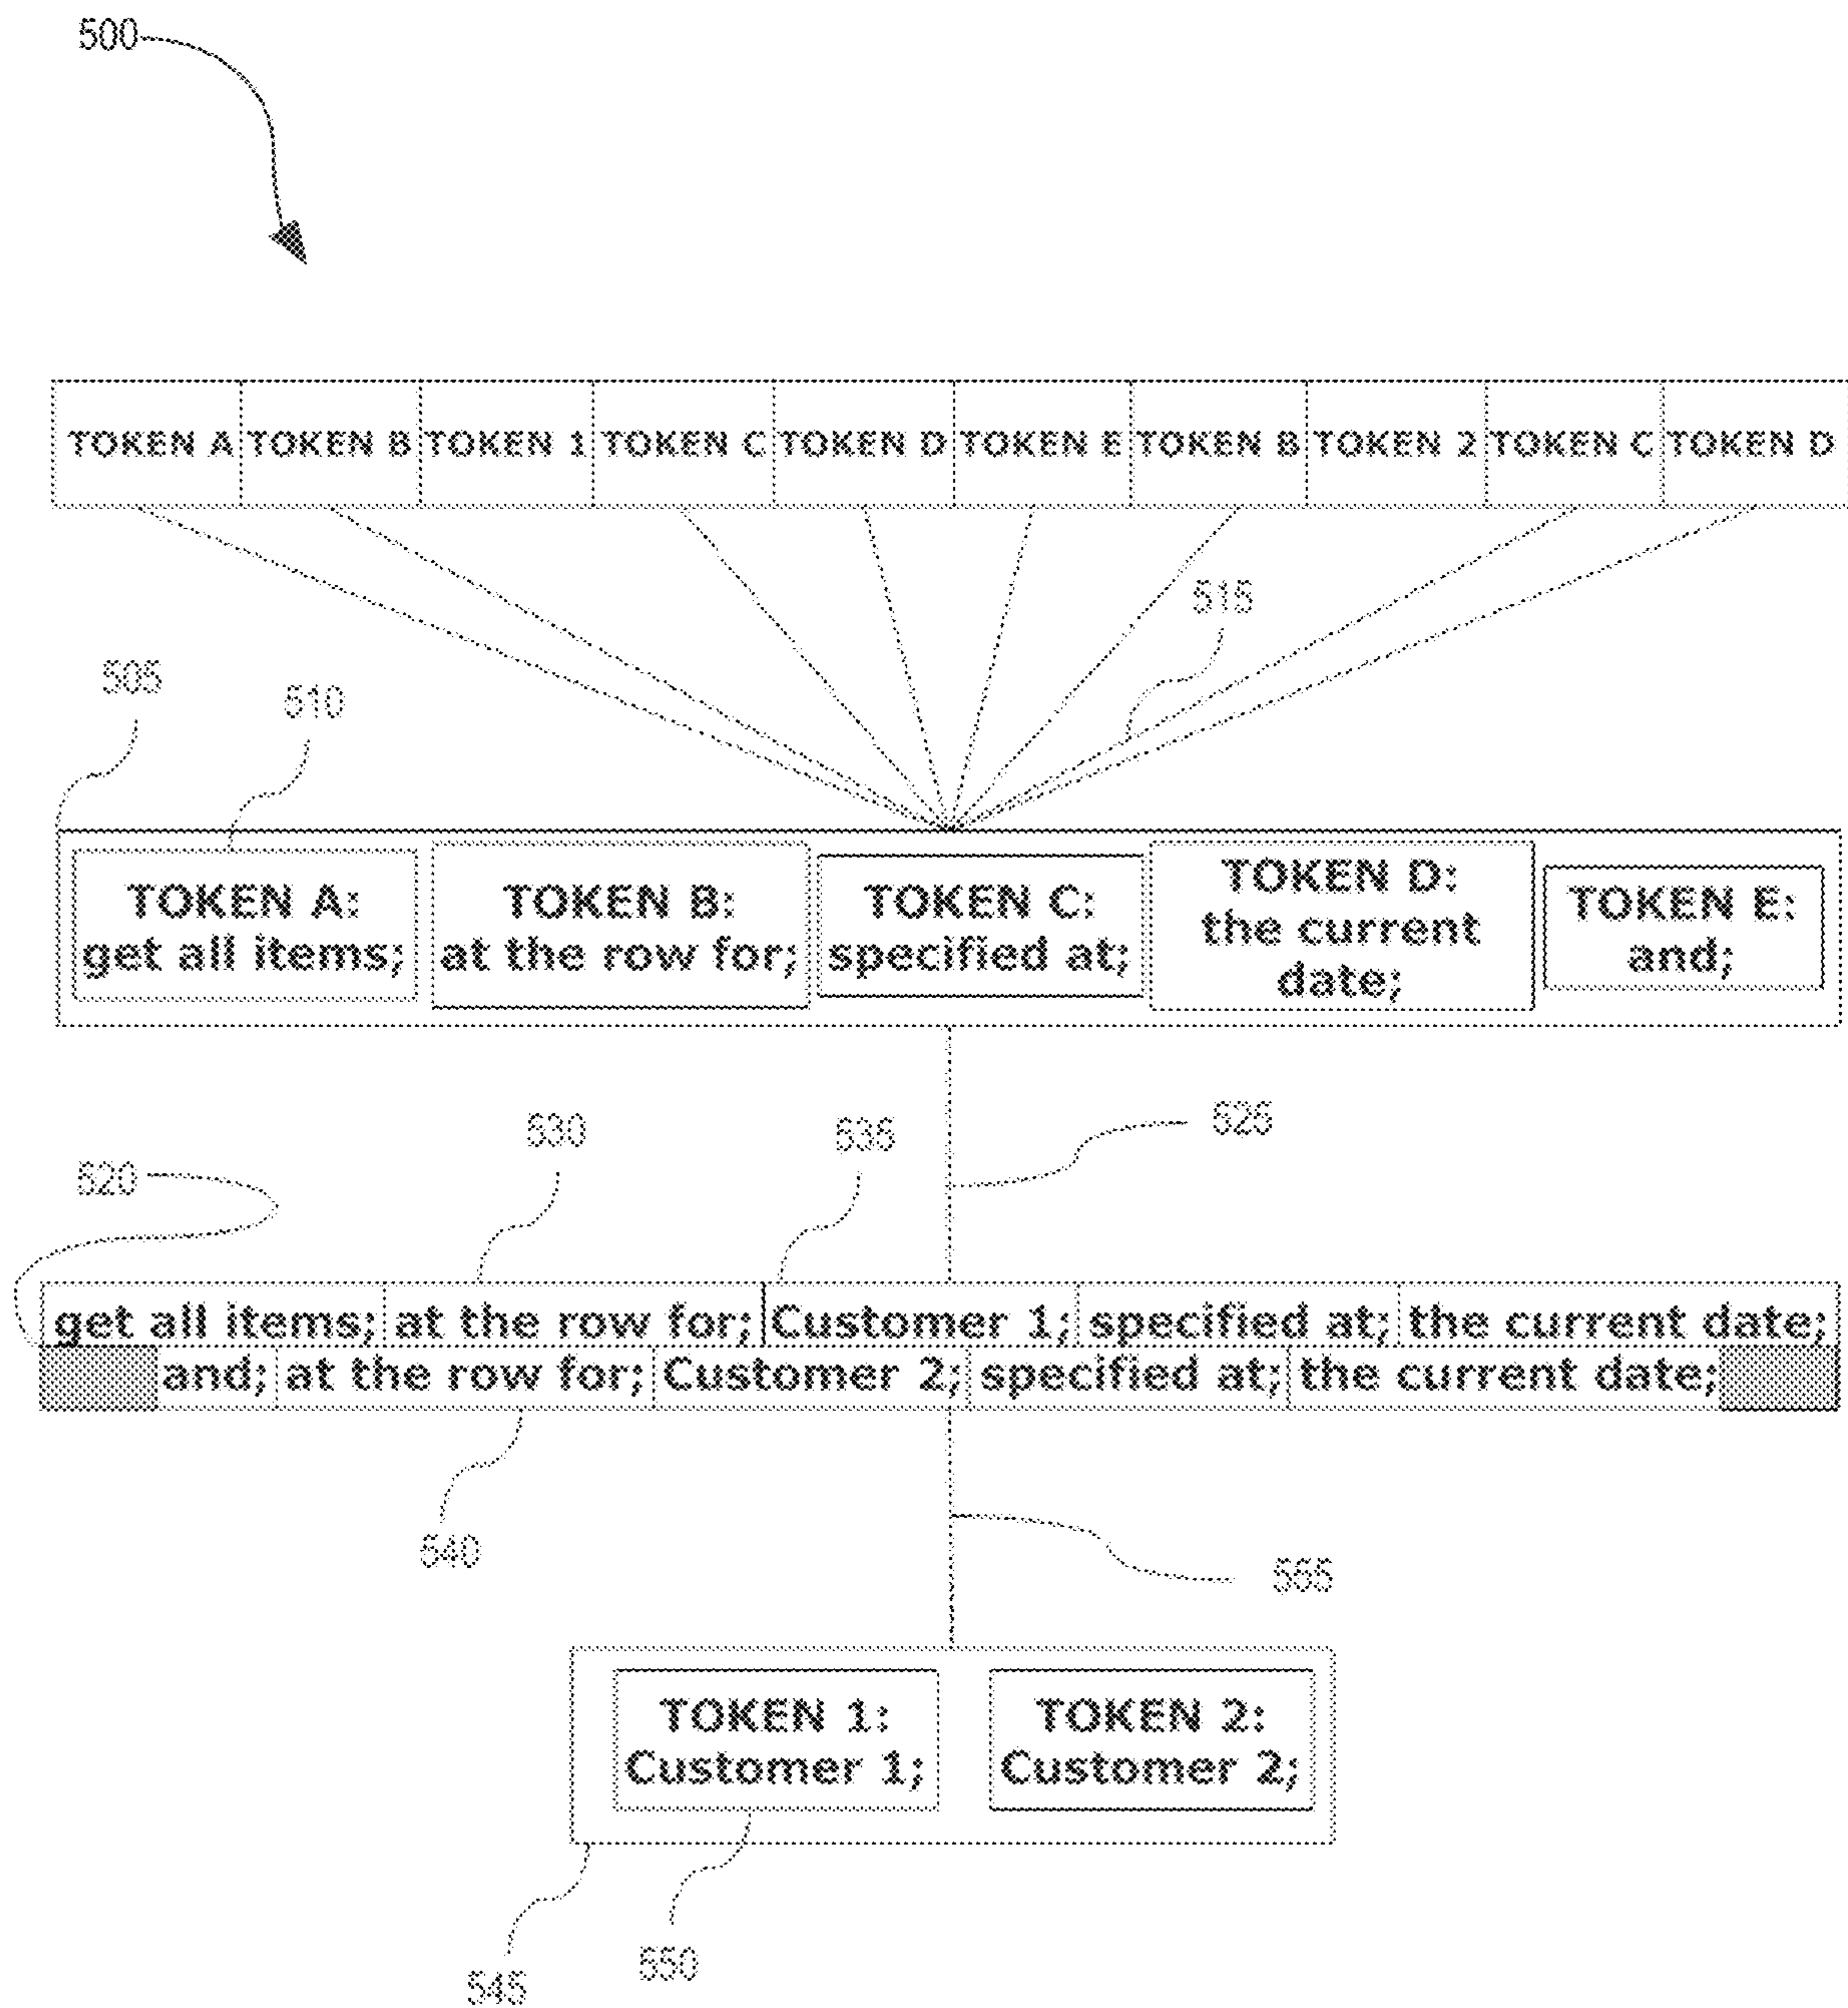 500
TOKEN A TOKEN B TOKEN 1 TOKEN C TOKEN D TOKEN E TOKEN B TOKEN 2 TOKEN C TOKEN D
515
505
510
TOKEN A:
get all items;
TOKEN B:
at the row for;
TOKEN C:
specified at;
TOKEN D:
the current
date;
TOKEN E:
and;
530
535
525
520
get all items; at the row for; Customer 1; specified at; the current date;
and; at the row for; Customer 2; specified at; the current date;
540
555
TOKEN 1:
Customer 1;
TOKEN 2:
Customer 2;
550
545